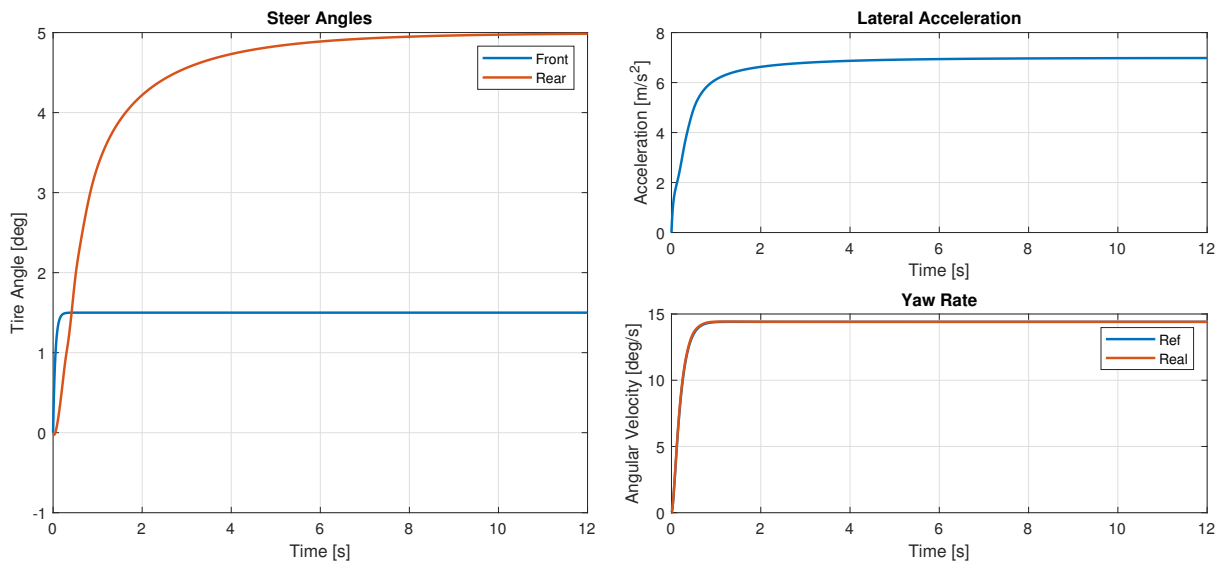 Steer Angles
5
4
3
2
1
0
-1
0
2
4
6
8
10
12
Tire Angle [deg]
Time [s]
Front
Rear
Lateral Acceleration
8
6
4
2
0
0
2
4
6
8
10
12
Acceleration [m/s²]
Time [s]
Yaw Rate
15
10
5
0
0
2
4
6
8
10
12
Angular Velocity [deg/s]
Time [s]
Ref
Real